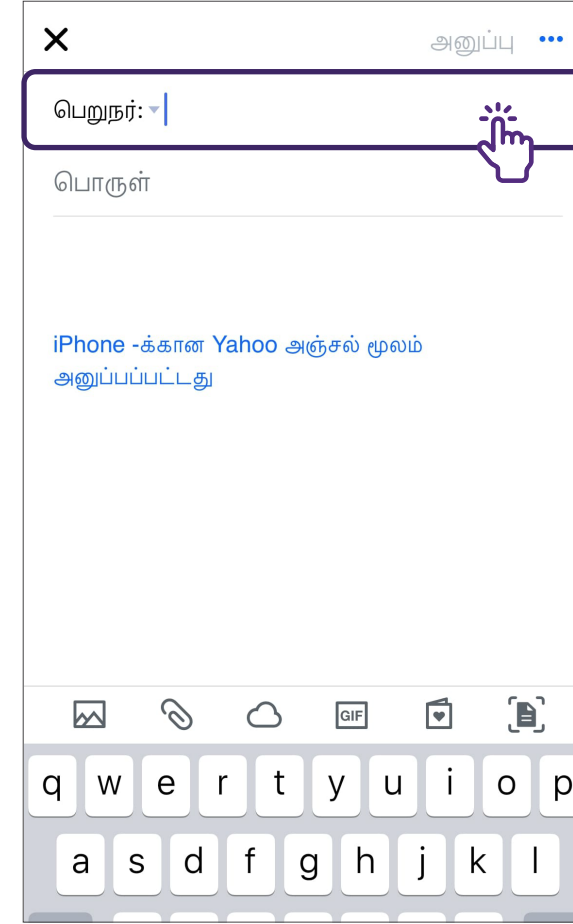 அனுப்பு
பெறுநர்:
பொருள்
iPhone -க்கான Yahoo அஞ்சல் மூலம்
அனுப்பப்பட்டது
GIF
q w e r t y u i o p
a s d f g h j k l